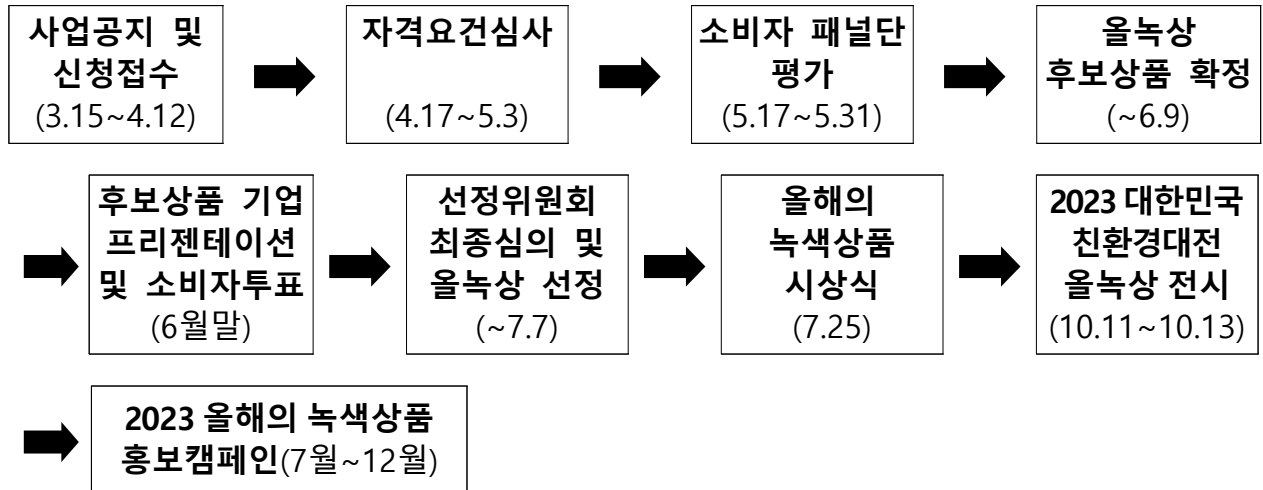 사업공지 및
신청접수
(3.15~4.12)
자격요건심사
(4.17~5.3)
소비자 패널단
평가
(5.17~5.31)
올녹상
후보상품 확정
(~6.9)
후보상품 기업
프리젠테이션
및 소비자투표
(6월말)
선정위원회
최종심의 및
올녹상 선정
(~7.7)
올해의
녹색상품
시상식
(7.25)
2023 대한민국
친환경대전
올녹상 전시
(10.11~10.13)
2023 올해의 녹색상품
홍보캠페인(7월~12월)